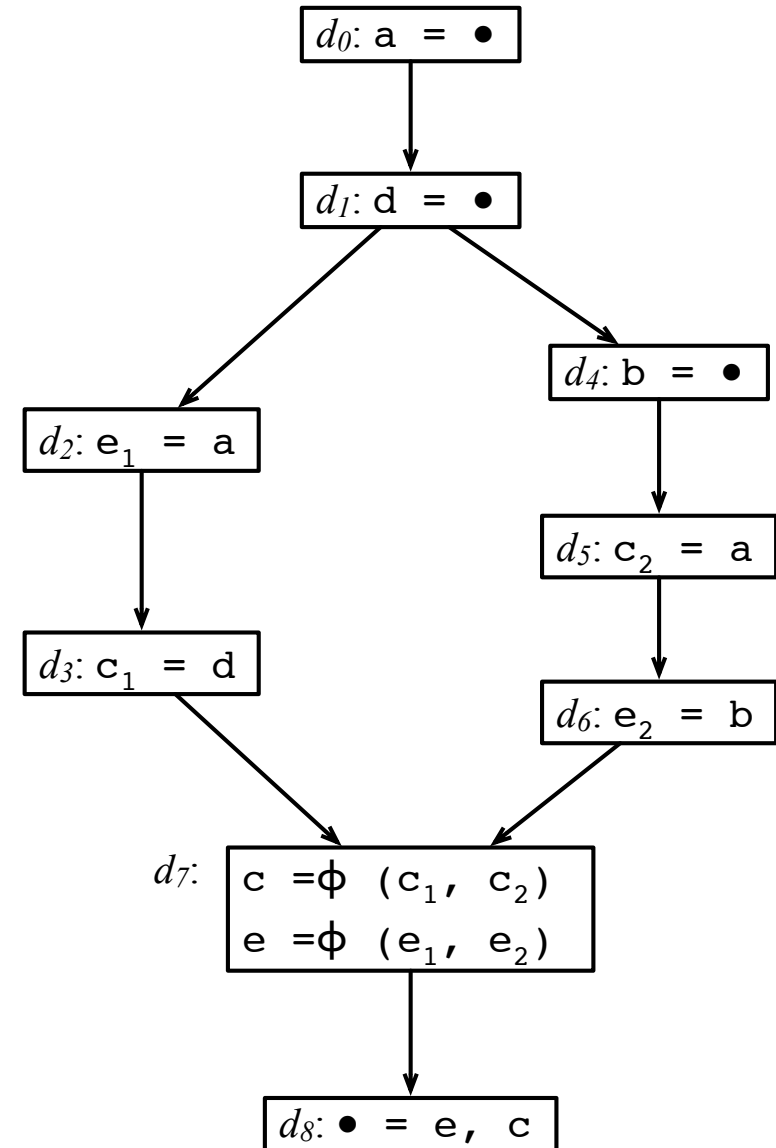 d₀: a = •
d₁: d = •
d₄: b = •
d₂: e₁ = a
d₅: c₂ = a
d₃: c₁ = d
d₆: e₂ = b
d₇:
c =ϕ (c₁, c₂)
e =ϕ (e₁, e₂)
d₈: • = e, c